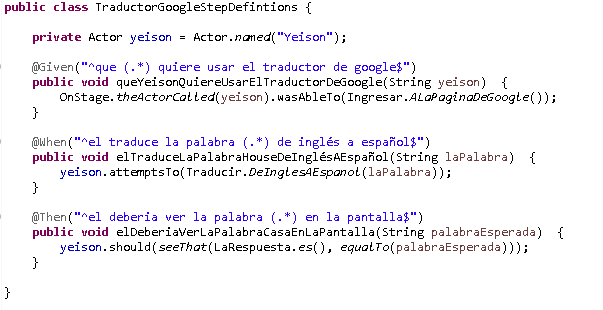 public class TraductorGoogleStepDefintions {
private Actor yeison = Actor.named("Yeison");
@Given("^que (.*) quiere usar el traductor de google$")
public void queYeisonQuiereUsarElTraductorDeGoogle(String yeison)  {
OnStage.theActorCalled(yeison).wasAbleTo(Ingresar.ALaPaginaDeGoogle());
}
@When("^el traduce la palabra (.*) de inglés a español$")
public void elTraduceLaPalabraHouseDeInglésAEspañol(String laPalabra)  {
yeison.attemptsTo(Traducir.DeInglesAEspanol(laPalabra));
}
@Then("^el deberia ver la palabra (.*) en la pantalla$")
public void elDeberiaVerLaPalabraCasaEnLaPantalla(String palabraEsperada)  {
yeison.should(seeThat(LaRespuesta.es(), equalTo(palabraEsperada)));
}
}